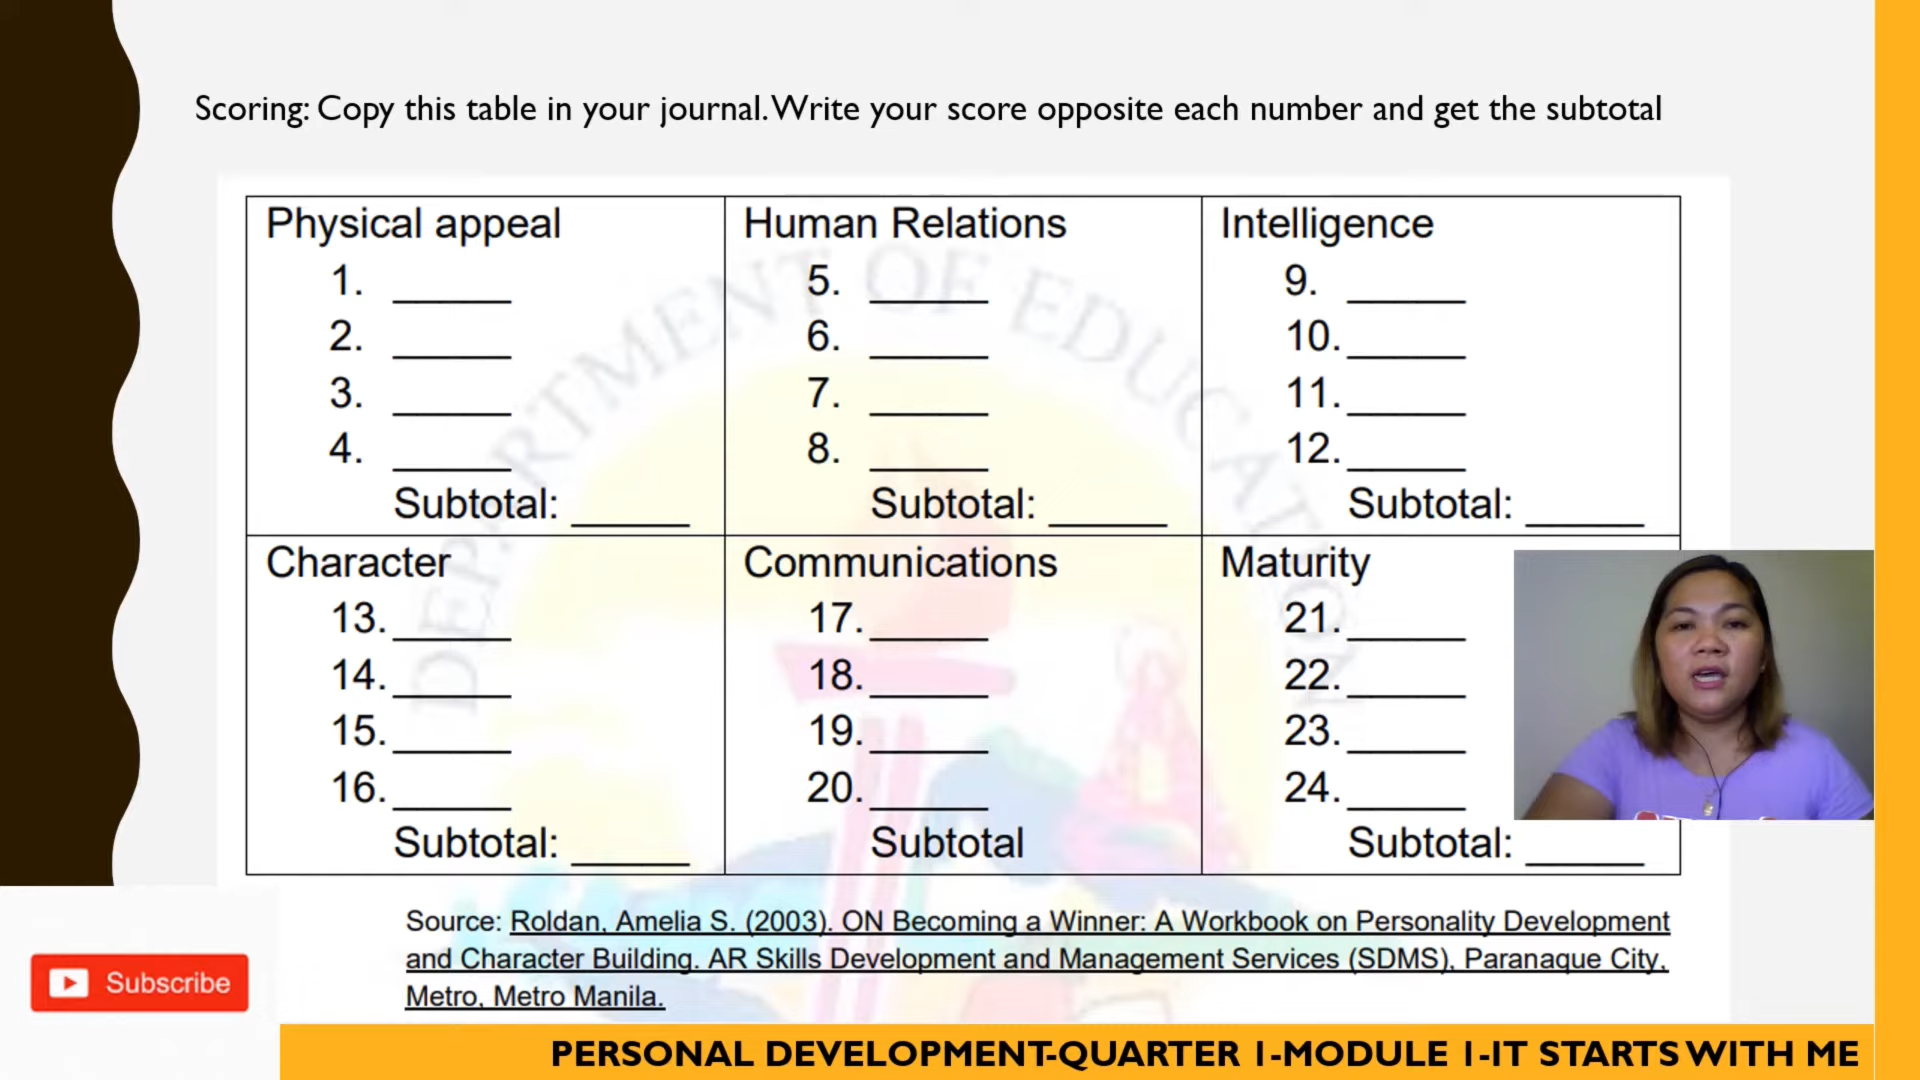 Scoring: Copy this table in your journal. Write your score opposite each number and get the subtotal
Physical appeal
1. _____
2. _____
3. _____
4. _____
Subtotal: _____
Human Relations
5. _____
6. _____
7. _____
8. _____
Subtotal: _____
Intelligence
9. _____
10. _____
11. _____
12. _____
Subtotal: _____
Character
13. _____
14. _____
15. _____
16. _____
Subtotal: _____
Communications
17. _____
18. _____
19. _____
20. _____
Subtotal
Maturity
21. _____
22. _____
23. _____
24. _____
Subtotal: _____
DEPARTMENT OF EDUCATION
Source: Roldan, Amelia S. (2003). ON Becoming a Winner: A Workbook on Personality Development
and Character Building. AR Skills Development and Management Services (SDMS), Paranaque City,
Metro, Metro Manila.
Subscribe
PERSONAL DEVELOPMENT-QUARTER 1-MODULE 1-IT STARTS WITH ME